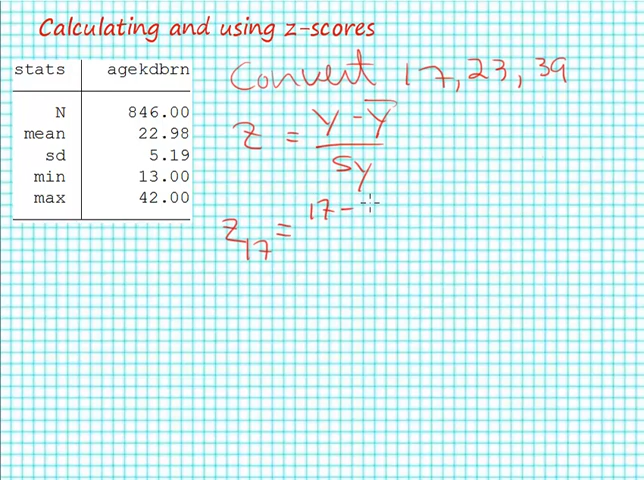 Calculating and using z-scores
stats agekdbrn
N 846.00
mean 22.98
sd 5.19
min 13.00
max 42.00
Convert 17, 23, 39
Z = Y - Y̅
Sy
Z17 = 17 -